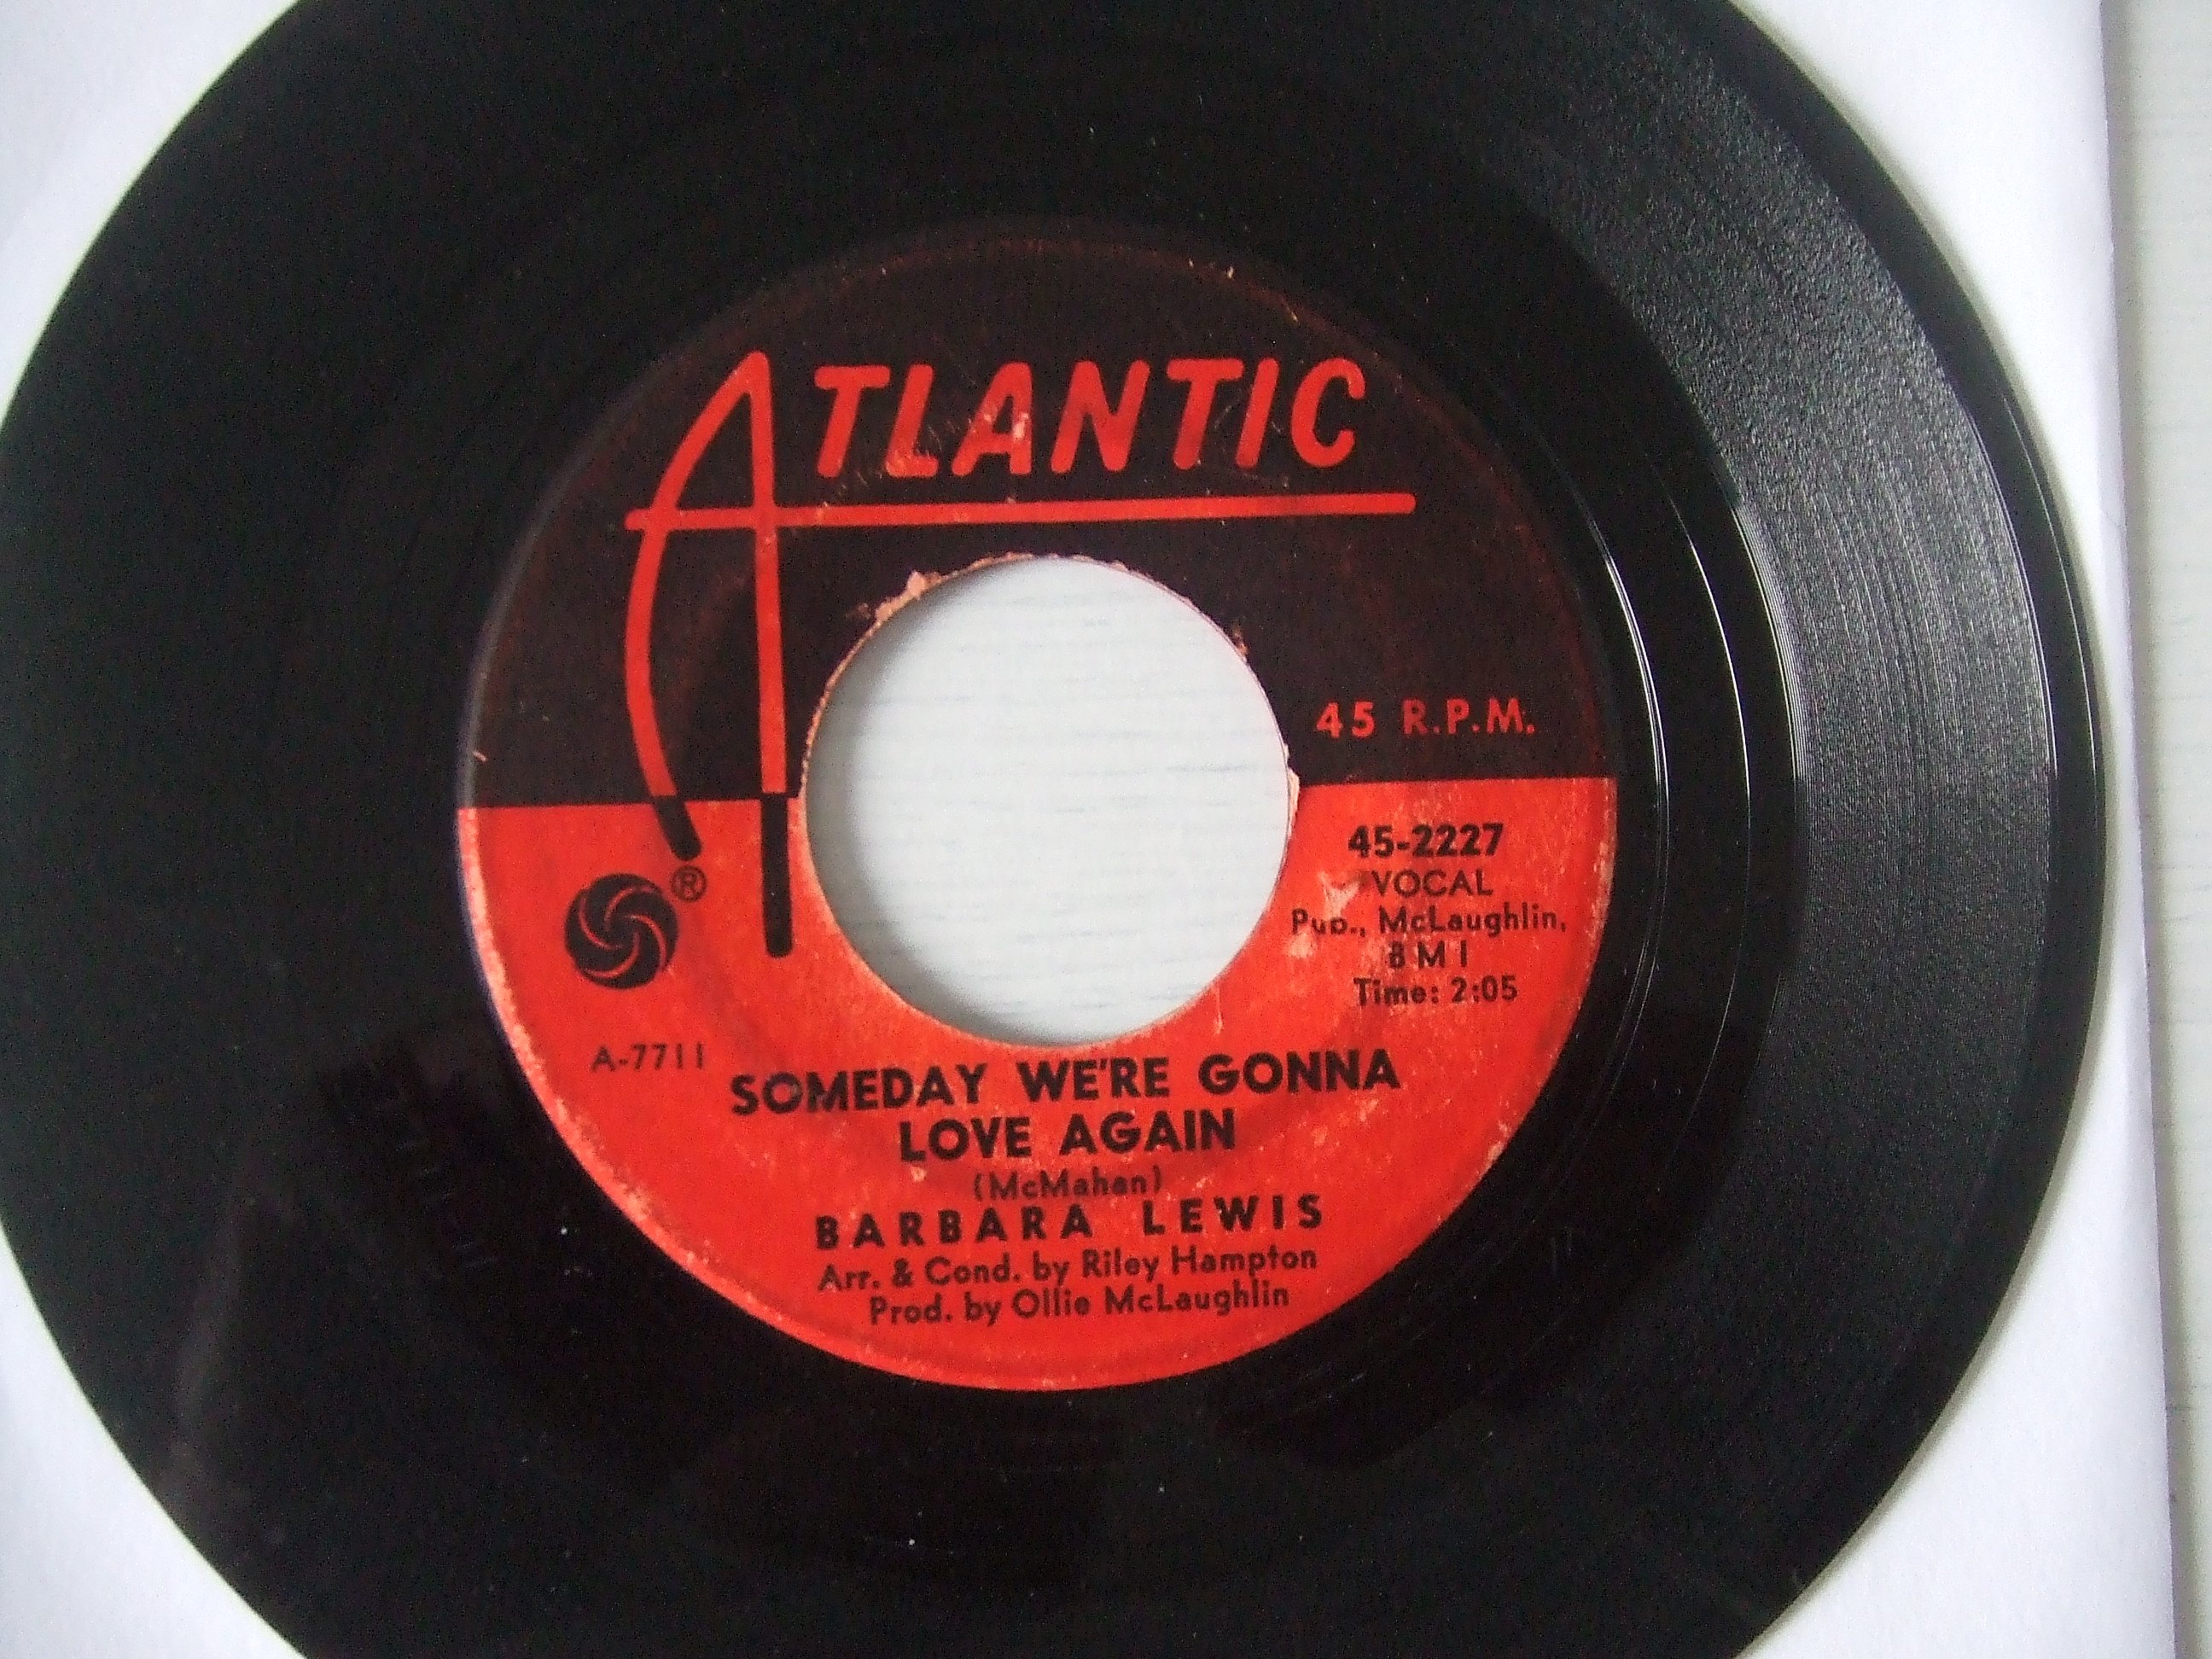 ATLANTIC
45 R.P.M.
45-2227
VOCAL
Pub., McLaughlin,
BMI
Time: 2:05
®
A-7711
SOMEDAY WE'RE GONNA
LOVE AGAIN
(McMahan)
BARBARA LEWIS
Arr. & Cond. by Riley Hampton
Prod. by Ollie McLaughlin